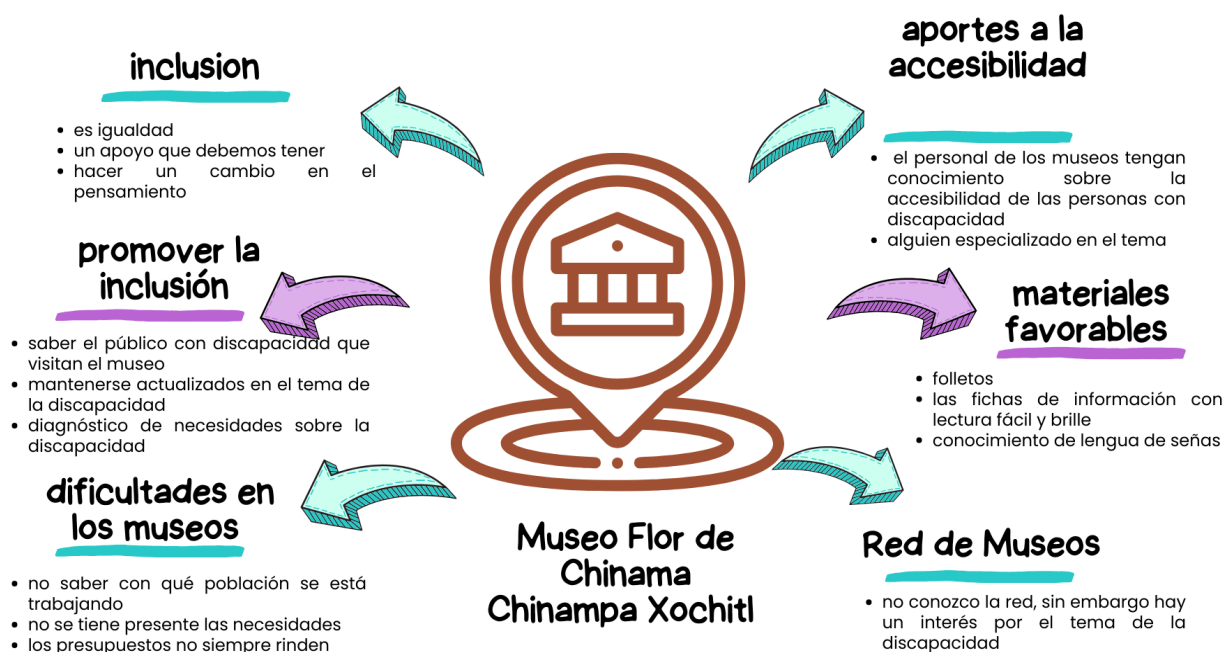 inclusion
• es igualdad
• un apoyo que debemos tener
• hacer un cambio en el
pensamiento
promover la
inclusión
• saber el público con discapacidad que
visitan el museo
• mantenerse actualizados en el tema de
la discapacidad
• diagnóstico de necesidades sobre la
discapacidad
dificultades en
los museos
• no saber con qué población se está
trabajando
• no se tiene presente las necesidades
• los presupuestos no siempre rinden
Museo Flor de
Chinama
Chinampa Xochitl
aportes a la
accesibilidad
• el personal de los museos tengan
conocimiento sobre la
accesibilidad de las personas con
discapacidad
• alguien especializado en el tema
materiales
favorables
• folletos
• las fichas de información con
lectura fácil y brille
• conocimiento de lengua de señas
Red de Museos
• no conozco la red, sin embargo hay
un interés por el tema de la
discapacidad